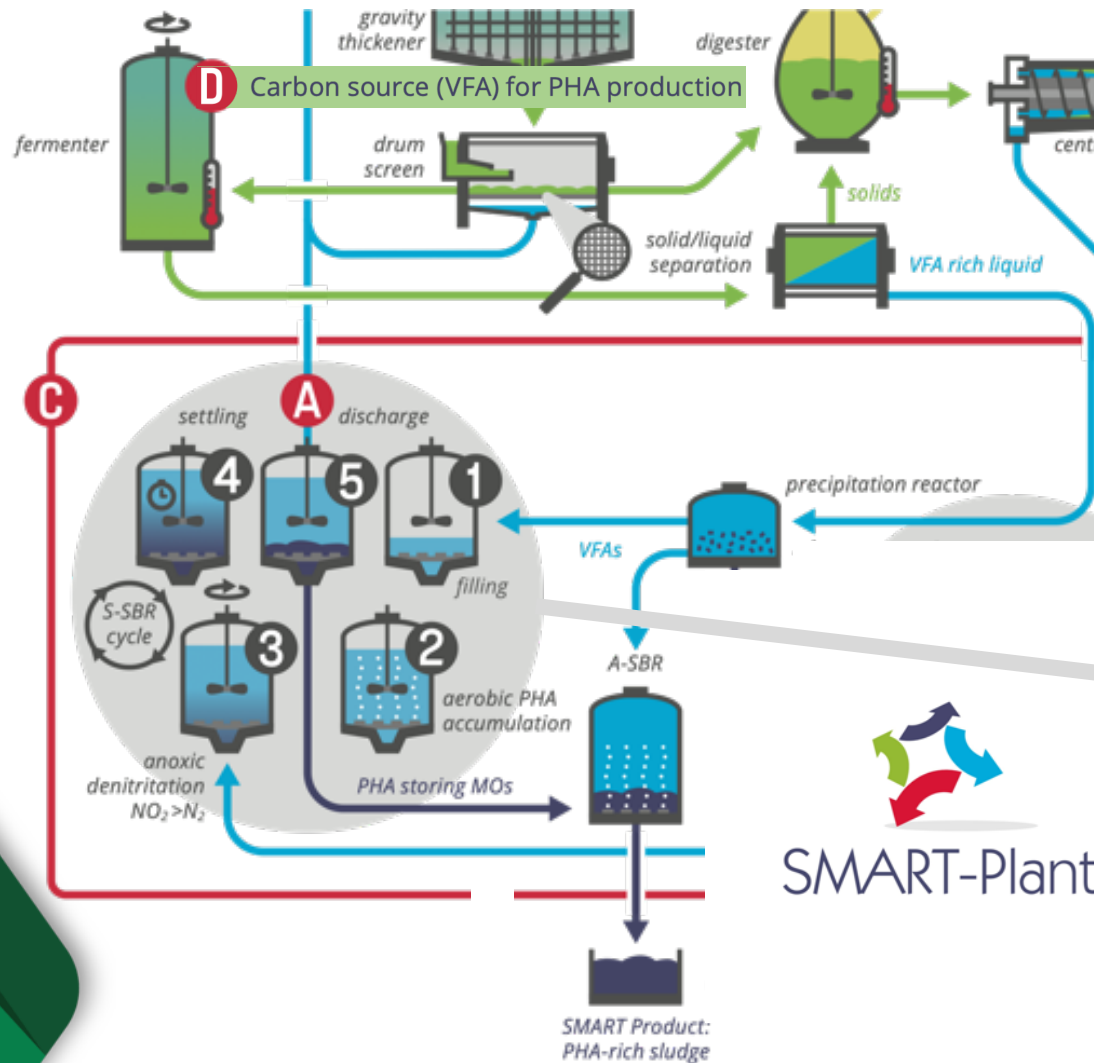 gravity
thickener
digester
D Carbon source (VFA) for PHA production
fermenter
drum
screen
solids
solid/liquid
separation
VFA rich liquid
C
A
settling
discharge
4
5
1
precipitation reactor
VFAs
filling
S-SBR
cycle
3
2
A-SBR
aerobic PHA
accumulation
anoxic
denitritation
NO₂>N₂
PHA storing MOs
SMART-Plant
SMART Product:
PHA-rich sludge